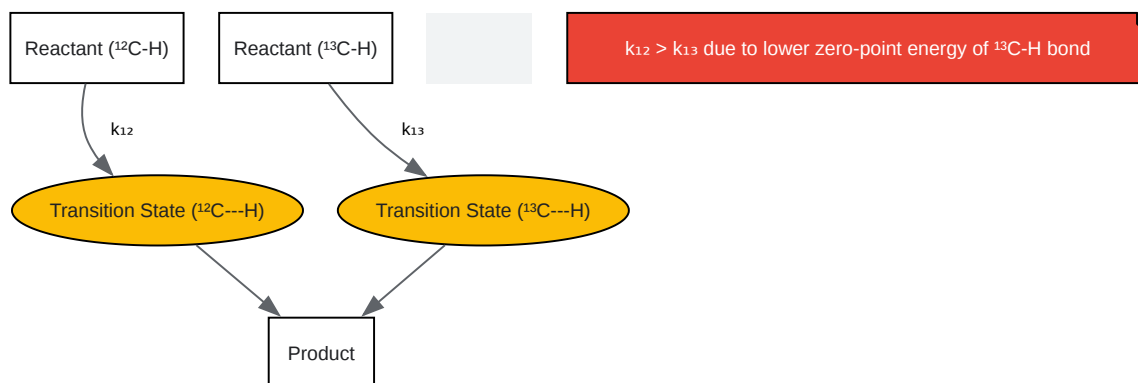 Reactant (¹²C-H)
Reactant (¹³C-H)
k₁₂ > k₁₃ due to lower zero-point energy of ¹³C-H bond
k₁₂
k₁₃
Transition State (¹²C---H)
Transition State (¹³C---H)
Product